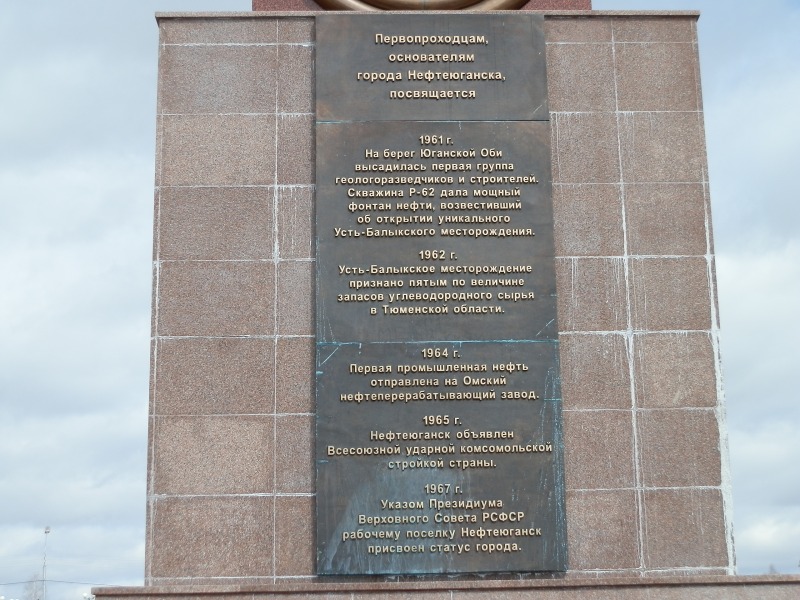 Первопроходцам,
основателям
города Нефтеюганска,
посвящается
1961 г.
На берег Юганской Оби
высадилась первая группа
геологоразведчиков и строителей.
Скважина Р-62 дала мощный
фонтан нефти, возвестивший
об открытии уникального
Усть-Балыкского месторождения.
1962 г.
Усть-Балыкское месторождение
признано пятым по величине
запасов углеводородного сырья
в Тюменской области.
1964 г.
Первая промышленная нефть
отправлена на Омский
нефтеперерабатывающий завод.
1965 г.
Нефтеюганск объявлен
Всесоюзной ударной комсомольской
стройкой страны.
1967 г.
Указом Президиума
Верховного Совета РСФСР
рабочему поселку Нефтеюганск
присвоен статус города.